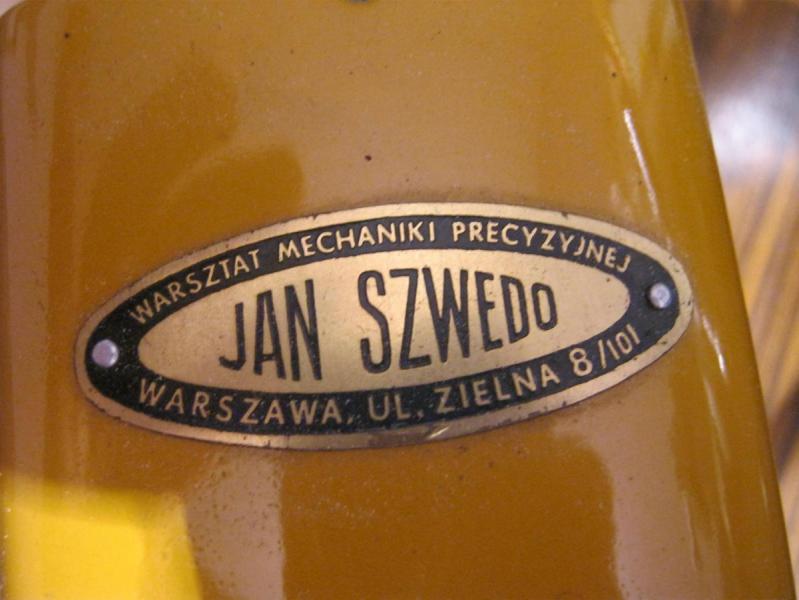 WARSZTAT MECHANIKI PRECYZYJNEJ
JAN SZWEDO
WARSZAWA, UL. ZIELNA 8/101